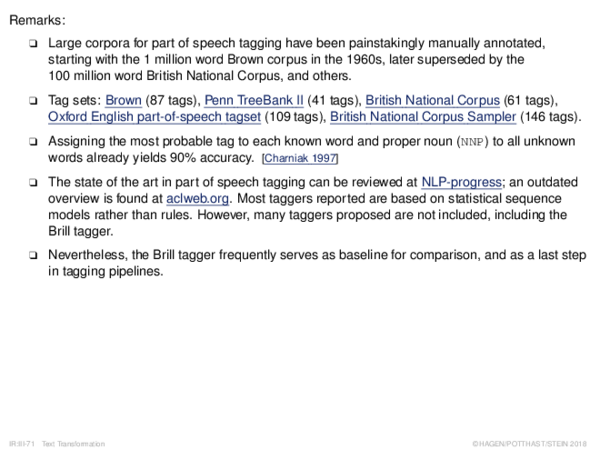 Remarks:
❑ Large corpora for part of speech tagging have been painstakingly manually annotated,
starting with the 1 million word Brown corpus in the 1960s, later superseded by the
100 million word British National Corpus, and others.
❑ Tag sets: Brown (87 tags), Penn TreeBank II (41 tags), British National Corpus (61 tags),
Oxford English part-of-speech tagset (109 tags), British National Corpus Sampler (146 tags).
❑ Assigning the most probable tag to each known word and proper noun (NNP) to all unknown
words already yields 90% accuracy. [Charniak 1997]
❑ The state of the art in part of speech tagging can be reviewed at NLP-progress; an outdated
overview is found at aclweb.org. Most taggers reported are based on statistical sequence
models rather than rules. However, many taggers proposed are not included, including the
Brill tagger.
❑ Nevertheless, the Brill tagger frequently serves as baseline for comparison, and as a last step
in tagging pipelines.
IR:III-71 Text Transformation ©HAGEN/POTTHAST/STEIN 2018